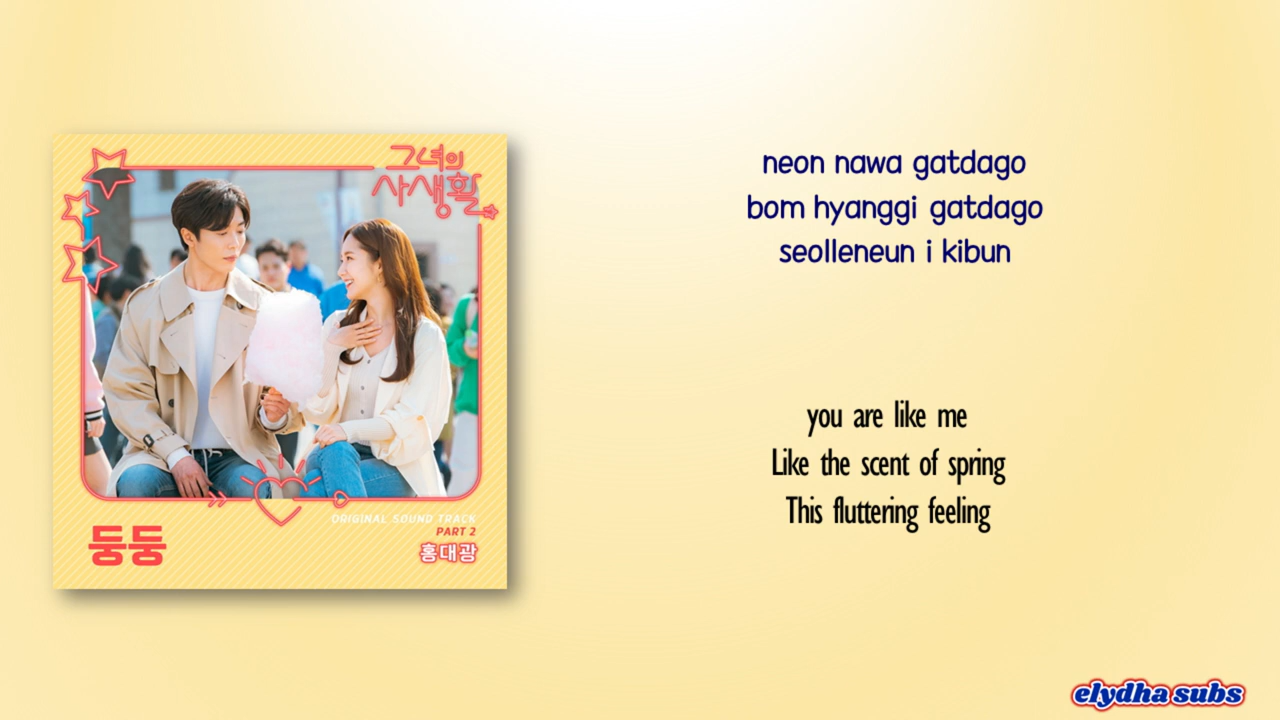 그녀의
사생활
ORIGINAL SOUND TRACK
PART 2
둥둥
홍대광
neon nawa gatdago
bom hyanggi gatdago
seolleneun i kibun
you are like me
Like the scent of spring
This fluttering feeling
elydha subs